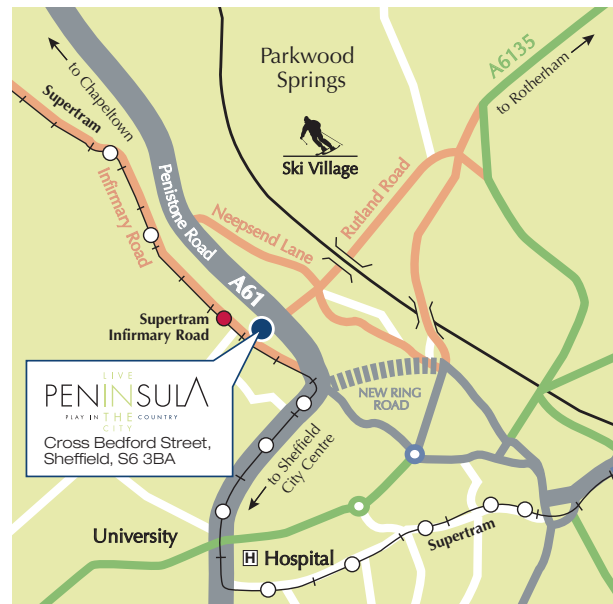 Parkwood
Springs
A6135
to Rotherham
to Chapeltown
Supertram
Ski Village
Infirmary Road
Penistone Road
Neepsend Lane
Rutland Road
A61
Supertram
Infirmary Road
LIVE
PENINSULA
PLAY IN THE COUNTRY
CITY
Cross Bedford Street,
Sheffield, S6 3BA
NEW RING
ROAD
to Sheffield
City Centre
University
H Hospital
Supertram